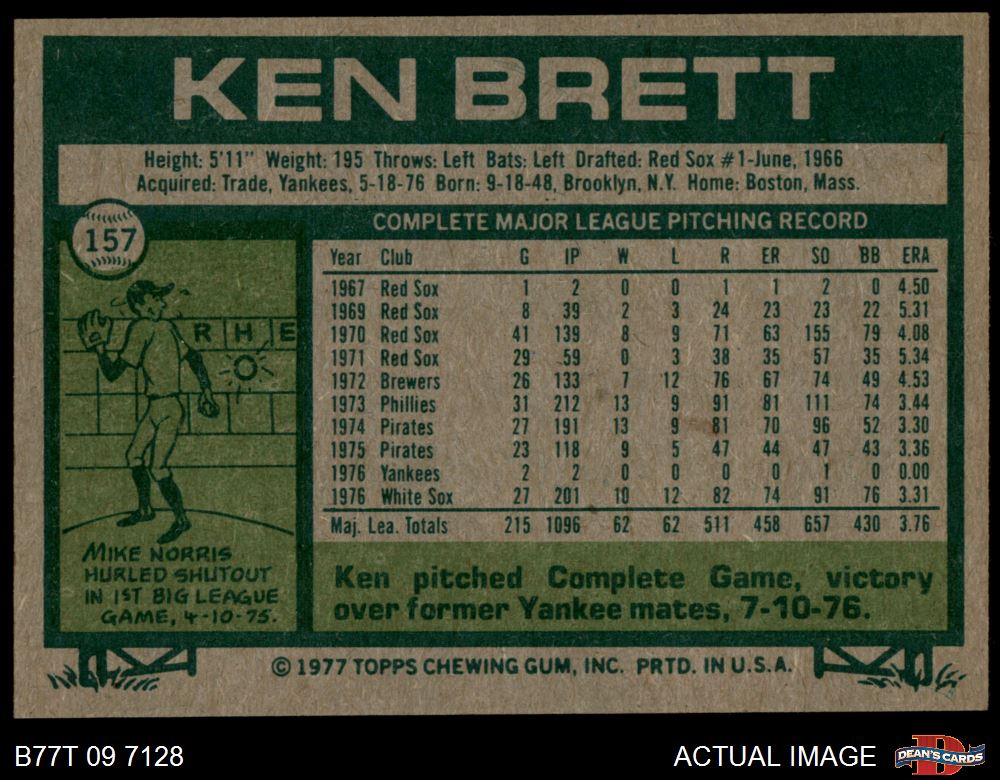 KEN BRETT
Height: 5'11" Weight: 195 Throws: Left Bats: Left Drafted: Red Sox #1-June, 1966
Acquired: Trade, Yankees, 5-18-76 Born: 9-18-48, Brooklyn, N.Y. Home: Boston, Mass.
157
R H E
MIKE NORRIS
HURLED SHUTOUT
IN 1ST BIG LEAGUE
GAME, 4-10-75.
COMPLETE MAJOR LEAGUE PITCHING RECORD
Year Club G IP W L R ER SO BB ERA
1967 Red Sox 1 2 0 0 1 1 2 0 4.50
1969 Red Sox 8 39 2 3 24 23 23 22 5.31
1970 Red Sox 41 139 8 9 71 63 155 79 4.08
1971 Red Sox 29 59 0 3 38 35 57 35 5.34
1972 Brewers 26 133 7 12 76 67 74 49 4.53
1973 Phillies 31 212 13 9 91 81 111 74 3.44
1974 Pirates 27 191 13 9 81 70 96 52 3.30
1975 Pirates 23 118 9 5 47 44 47 43 3.36
1976 Yankees 2 2 0 0 0 0 1 0 0.00
1976 White Sox 27 201 10 12 82 74 91 76 3.31
Maj. Lea. Totals 215 1096 62 62 511 458 657 430 3.76
Ken pitched Complete Game, victory
over former Yankee mates, 7-10-76.
© 1977 TOPPS CHEWING GUM, INC. PRTD. IN U.S.A.
B77T 09 7128
ACTUAL IMAGE
D
DEAN'S CARDS